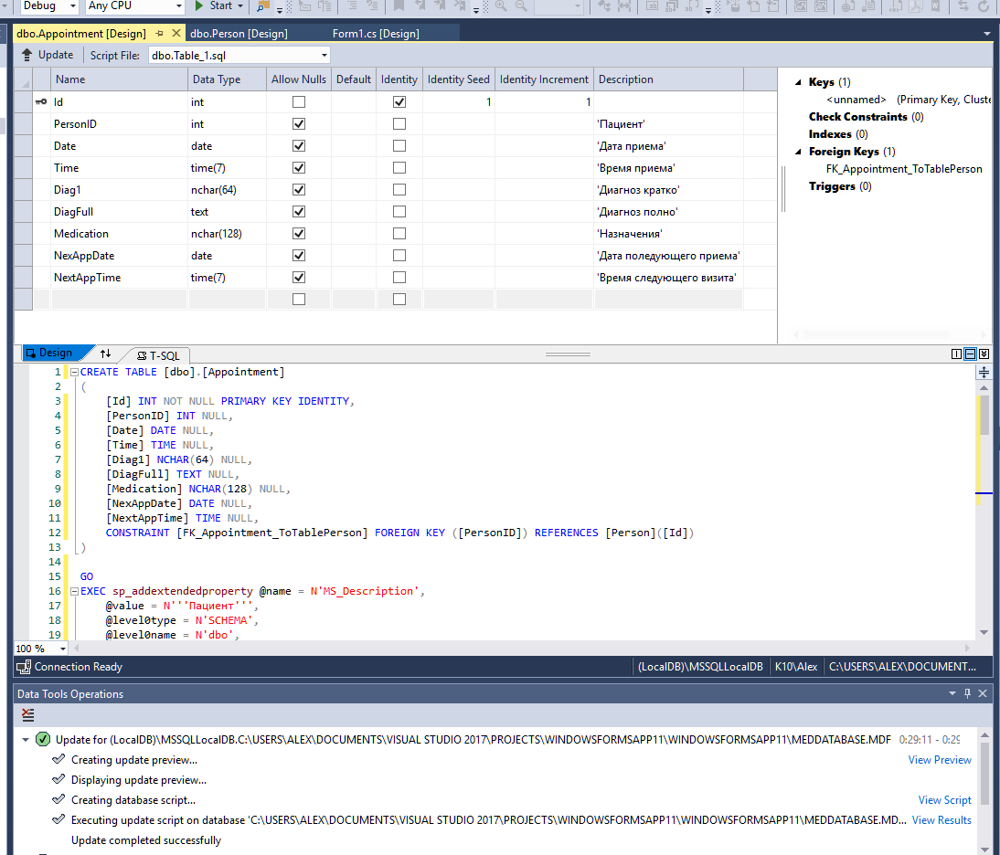 Debug Any CPU Start
dbo.Appointment [Design] dbo.Person [Design] Form1.cs [Design]
Update Script File: dbo.Table_1.sql
Name Data Type Allow Nulls Default Identity Identity Seed Identity Increment Description
Id int 1 1
PersonID int 'Пациент'
Date date 'Дата приема'
Time time(7) 'Время приема'
Diag1 nchar(64) 'Диагноз кратко'
DiagFull text 'Диагноз полно'
Medication nchar(128) 'Назначения'
NexAppDate date 'Дата поледующего приема'
NextAppTime time(7) 'Время следующего визита'
Keys (1)
<unnamed> (Primary Key, Cluste
Check Constraints (0)
Indexes (0)
Foreign Keys (1)
FK_Appointment_ToTablePerson
Triggers (0)
Design T-SQL
1 CREATE TABLE [dbo].[Appointment]
2 (
3 [Id] INT NOT NULL PRIMARY KEY IDENTITY,
4 [PersonID] INT NULL,
5 [Date] DATE NULL,
6 [Time] TIME NULL,
7 [Diag1] NCHAR(64) NULL,
8 [DiagFull] TEXT NULL,
9 [Medication] NCHAR(128) NULL,
10 [NexAppDate] DATE NULL,
11 [NextAppTime] TIME NULL,
12 CONSTRAINT [FK_Appointment_ToTablePerson] FOREIGN KEY ([PersonID]) REFERENCES [Person]([Id])
13 )
14
15 GO
16 EXEC sp_addextendedproperty @name = N'MS_Description',
17 @value = N'''Пациент''',
18 @level0type = N'SCHEMA',
19 @level0name = N'dbo',
100 %
Connection Ready (LocalDB)\MSSQLLocalDB K10\Alex C:\USERS\ALEX\DOCUMENT...
Data Tools Operations
Update for (LocalDB)\MSSQLLocalDB.C:\USERS\ALEX\DOCUMENTS\VISUAL STUDIO 2017\PROJECTS\WINDOWSFORMSAPP11\WINDOWSFORMSAPP11\MEDDATABASE.MDF 0:29:11 - 0:29
Creating update preview... View Preview
Displaying update preview...
Creating database script... View Script
Executing update script on database 'C:\USERS\ALEX\DOCUMENTS\VISUAL STUDIO 2017\PROJECTS\WINDOWSFORMSAPP11\WINDOWSFORMSAPP11\MEDDATABASE.MD... View Results
Update completed successfully